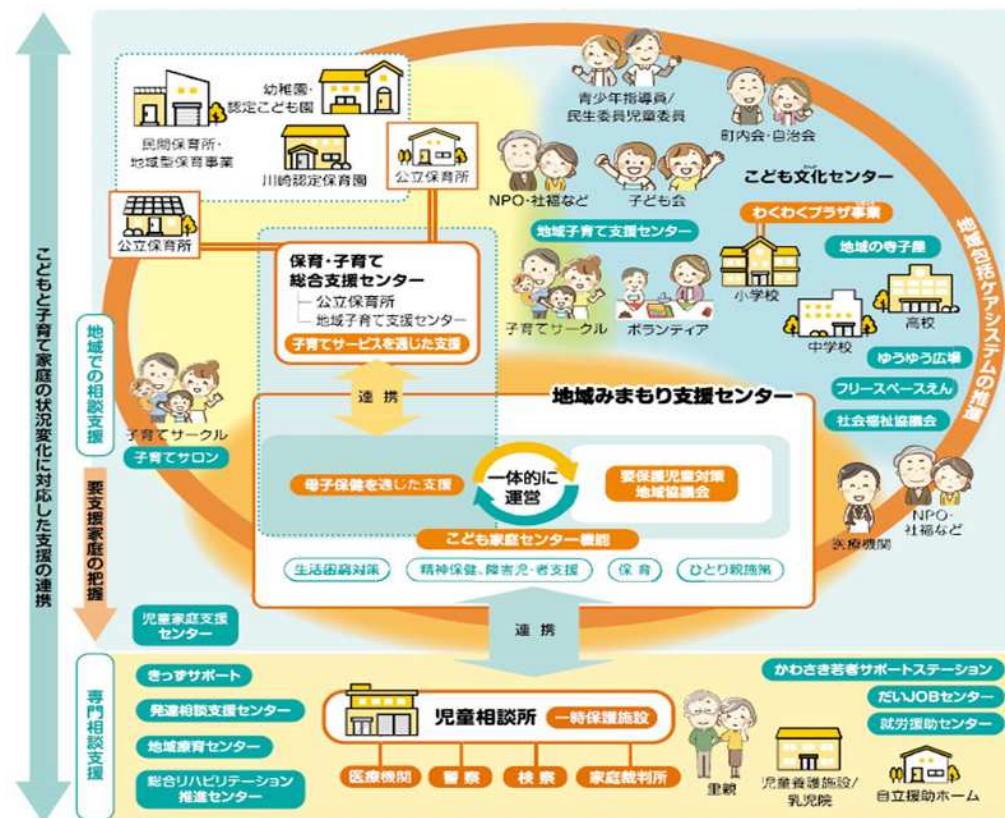 こどもと子育て家庭の状況変化に対応した支援の連携
地域での相談支援
要支援家庭の把握
専門相談支援
民間保育所・
地域型保育事業
幼稚園・
認定こども園
川崎認定保育園
公立保育所
公立保育所
保育・子育て
総合支援センター
公立保育所
地域子育て支援センター
子育てサービスを通じた支援
連携
子育てサークル
子育てサロン
青少年指導員/
民生委員児童委員
町内会・自治会
NPO・社福など
子ども会
こども文化センター
わくわくプラザ事業
地域子育て支援センター
地域の寺子屋
子育てサークル
ボランティア
小学校
中学校
高校
ゆうゆう広場
フリースペースえん
社会福祉協議会
地域包括ケアシステムの推進
医療機関
NPO・
社福など
地域みまもり支援センター
母子保健を通じた支援
一体的に
運営
要保護児童対策
地域協議会
こども家庭センター機能
生活困窮対策
精神保健、障害児・者支援
保育
ひとり親施策
連携
児童家庭支援
センター
きっずサポート
発達相談支援センター
地域療育センター
総合リハビリテーション
推進センター
児童相談所
一時保護施設
医療機関
警察
検察
家庭裁判所
里親
児童養護施設/
乳児院
かわさき若者サポートステーション
だいJOBセンター
就労援助センター
自立援助ホーム